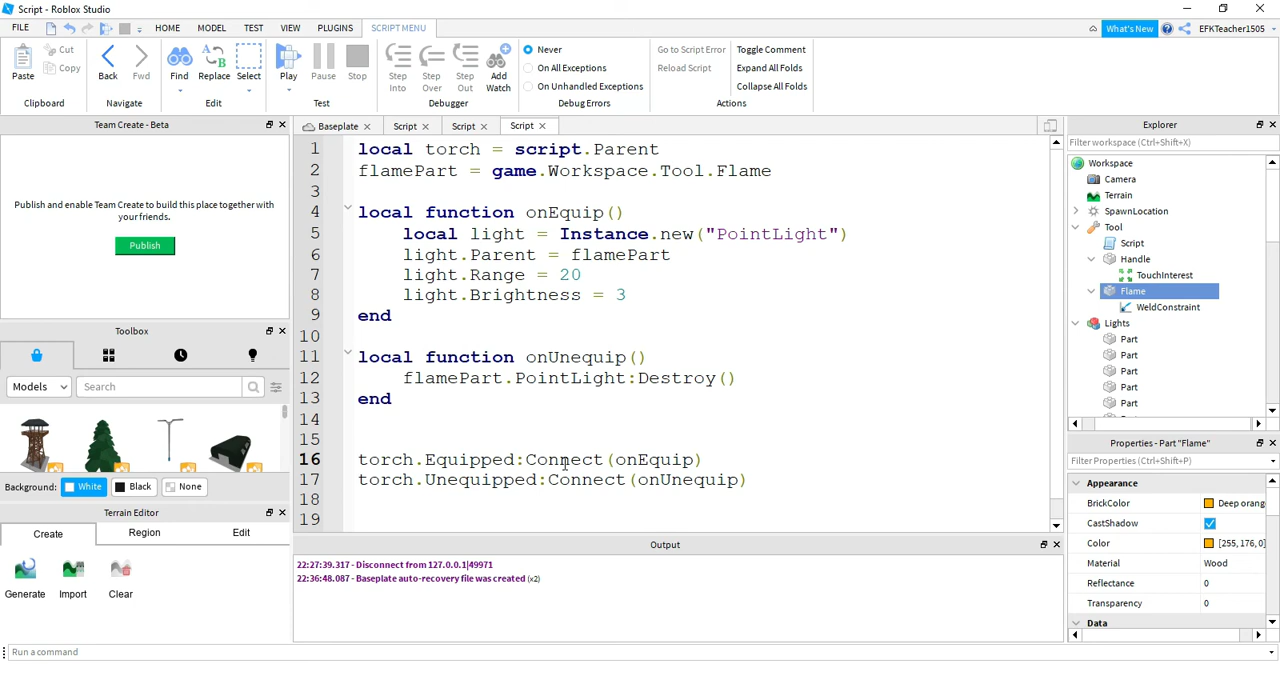 Script - Roblox Studio
FILE HOME MODEL TEST VIEW PLUGINS SCRIPT MENU What's New EFKTeacher1505
Paste Cut Copy Back Fwd Find Replace Select Play Pause Stop Step Into Step Over Step Out Add Watch
Never
On All Exceptions
On Unhandled Exceptions
Go to Script Error
Reload Script
Toggle Comment
Expand All Folds
Collapse All Folds
Clipboard Navigate Edit Test Debugger Debug Errors Actions
Team Create - Beta
Publish and enable Team Create to build this place together with
your friends.
Publish
Toolbox
Models Search
Background: White Black None
Terrain Editor
Create Region Edit
Generate Import Clear
Baseplate Script Script Script
1 local torch = script.Parent
2 flamePart = game.Workspace.Tool.Flame
3
4 local function onEquip()
5 local light = Instance.new("PointLight")
6 light.Parent = flamePart
7 light.Range = 20
8 light.Brightness = 3
9 end
10
11 local function onUnequip()
12 flamePart.PointLight:Destroy()
13 end
14
15
16 torch.Equipped:Connect(onEquip)
17 torch.Unequipped:Connect(onUnequip)
18
19
Output
22:27:39.317 - Disconnect from 127.0.0.1|49971
22:36:48.087 - Baseplate auto-recovery file was created (x2)
Explorer
Filter workspace (Ctrl+Shift+X)
Workspace
Camera
Terrain
SpawnLocation
Tool
Script
Handle
TouchInterest
Flame
WeldConstraint
Lights
Part
Part
Part
Part
Part
Properties - Part "Flame"
Filter Properties (Ctrl+Shift+P)
Appearance
BrickColor Deep orang
CastShadow
Color [255, 176, 0]
Material Wood
Reflectance 0
Transparency 0
Data
Run a command